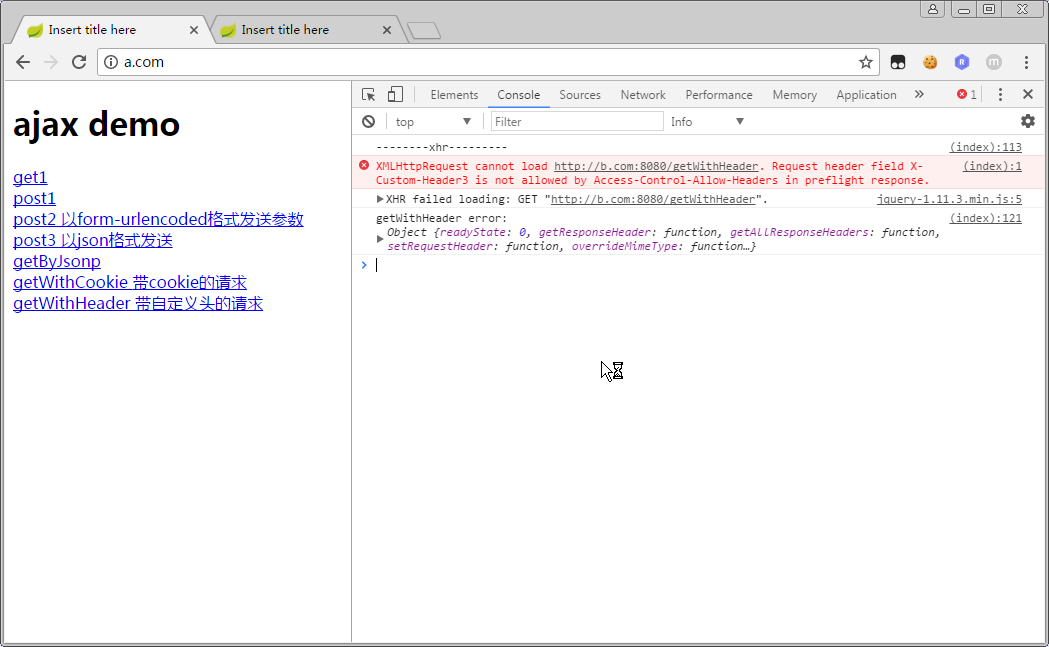 Insert title here
Insert title here
a.com
ajax demo
get1
post1
post2 以form-urlencoded格式发送参数
post3 以json格式发送
getByJsonp
getWithCookie 带cookie的请求
getWithHeader 带自定义头的请求
Elements Console Sources Network Performance Memory Application » 1
top Filter Info
--------xhr--------- (index):113
XMLHttpRequest cannot load http://b.com:8080/getWithHeader. Request header field X- (index):1
Custom-Header3 is not allowed by Access-Control-Allow-Headers in preflight response.
XHR failed loading: GET "http://b.com:8080/getWithHeader". jquery-1.11.3.min.js:5
getWithHeader error: (index):121
Object {readyState: 0, getResponseHeader: function, getAllResponseHeaders: function,
setRequestHeader: function, overrideMimeType: function…}